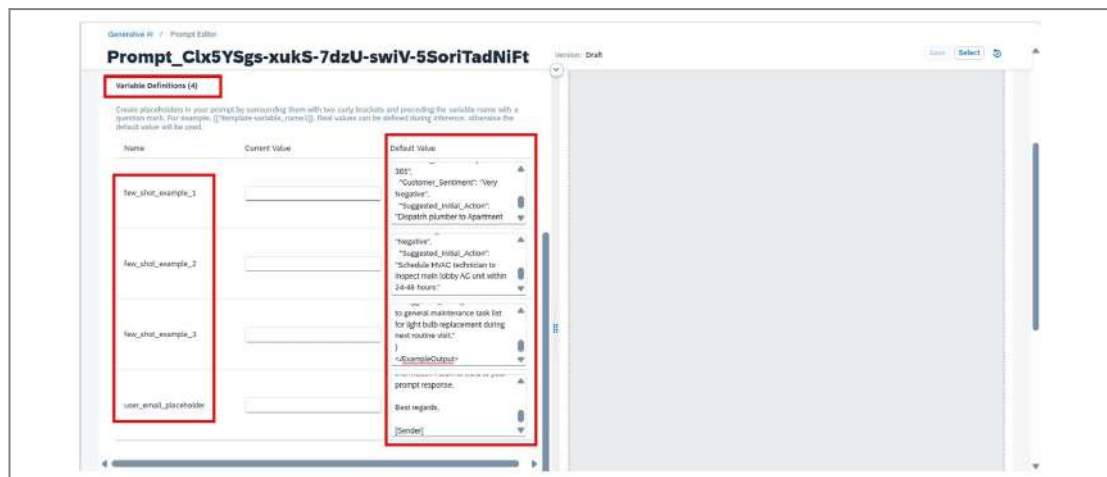 Generative AI / Prompt Editor
Prompt_Clx5YSgs-xukS-7dzU-swiV-5SoriTadNiFt
Version: Draft
Save Select
Variable Definitions (4)
Create placeholders in your prompt by surrounding them with two curly brackets and preceding the variable name with a
question mark. For example, {{?template-variable_name1}}. Real values can be defined during inference, otherwise the
default value will be used.
Name Current Value Default Value
few_shot_example_1
301",
"Customer_Sentiment": "Very
Negative",
"Suggested_Initial_Action":
"Dispatch plumber to Apartment
few_shot_example_2
"Negative",
"Suggested_Initial_Action":
"Schedule HVAC technician to
inspect main lobby AC unit within
24-48 hours."
few_shot_example_3
to general maintenance task list
for light bulb replacement during
next routine visit."
}
</ExampleOutput>
user_email_placeholder
prompt response.
Best regards,
[Sender]